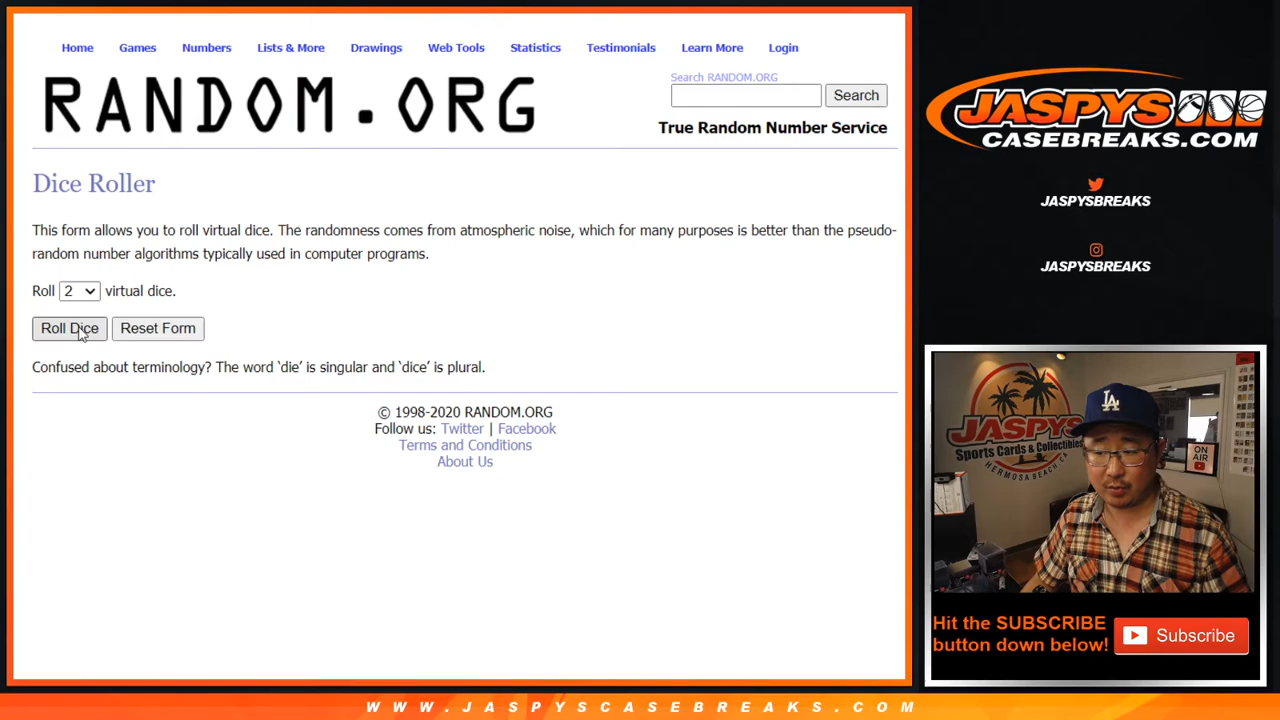 Home Games Numbers Lists & More Drawings Web Tools Statistics Testimonials Learn More Login
RANDOM.ORG
Search RANDOM.ORG
Search
True Random Number Service
Dice Roller
This form allows you to roll virtual dice. The randomness comes from atmospheric noise, which for many purposes is better than the pseudo-
random number algorithms typically used in computer programs.
Roll 2 virtual dice.
Roll Dice Reset Form
Confused about terminology? The word ‘die’ is singular and ‘dice’ is plural.
© 1998-2020 RANDOM.ORG
Follow us: Twitter | Facebook
Terms and Conditions
About Us
JASPYS
CASEBREAKS.COM
JASPYSBREAKS
JASPYSBREAKS
JASPYS
Sports Cards & Collectibles
HERMOSA BEACH, CA
LA
ON
AIR
Hit the SUBSCRIBE
button down below!
Subscribe
WWW.JASPYSCASEBREAKS.COM